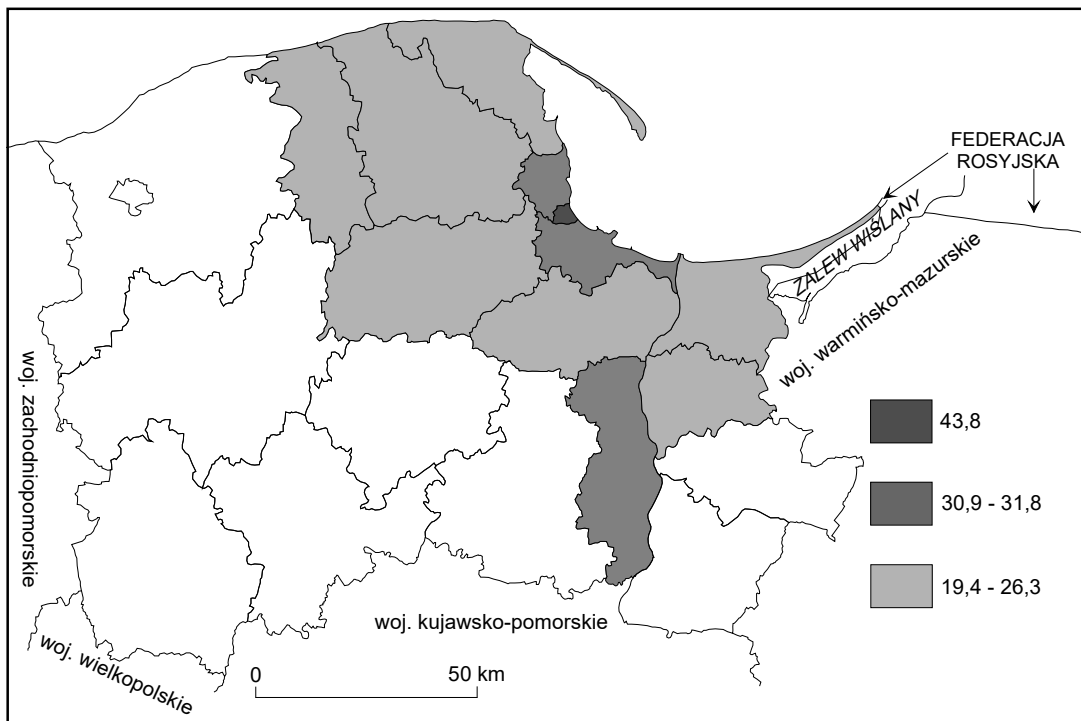 FEDERACJA
ROSYJSKA
ZALEW WIŚLANY
woj. warmińsko-mazurskie
woj. zachodniopomorskie
43,8
30,9 - 31,8
19,4 - 26,3
woj. kujawsko-pomorskie
woj. wielkopolskie
0 50 km